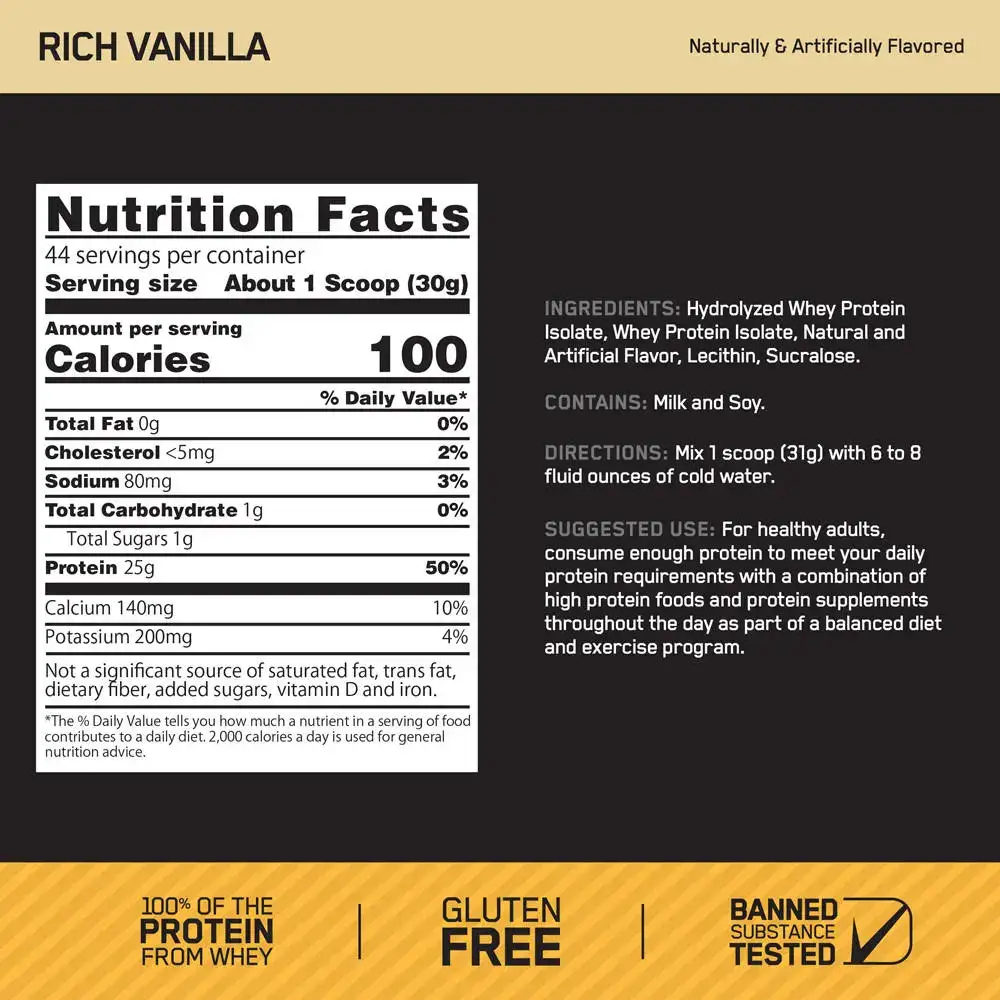 RICH VANILLA
Naturally & Artificially Flavored
Nutrition Facts
44 servings per container
Serving size About 1 Scoop (30g)
Amount per serving
Calories 100
% Daily Value*
Total Fat 0g 0%
Cholesterol <5mg 2%
Sodium 80mg 3%
Total Carbohydrate 1g 0%
Total Sugars 1g
Protein 25g 50%
Calcium 140mg 10%
Potassium 200mg 4%
Not a significant source of saturated fat, trans fat,
dietary fiber, added sugars, vitamin D and iron.
*The % Daily Value tells you how much a nutrient in a serving of food
contributes to a daily diet. 2,000 calories a day is used for general
nutrition advice.
INGREDIENTS: Hydrolyzed Whey Protein
Isolate, Whey Protein Isolate, Natural and
Artificial Flavor, Lecithin, Sucralose.
CONTAINS: Milk and Soy.
DIRECTIONS: Mix 1 scoop (31g) with 6 to 8
fluid ounces of cold water.
SUGGESTED USE: For healthy adults,
consume enough protein to meet your daily
protein requirements with a combination of
high protein foods and protein supplements
throughout the day as part of a balanced diet
and exercise program.
100% OF THE
PROTEIN
FROM WHEY
GLUTEN
FREE
BANNED
SUBSTANCE
TESTED